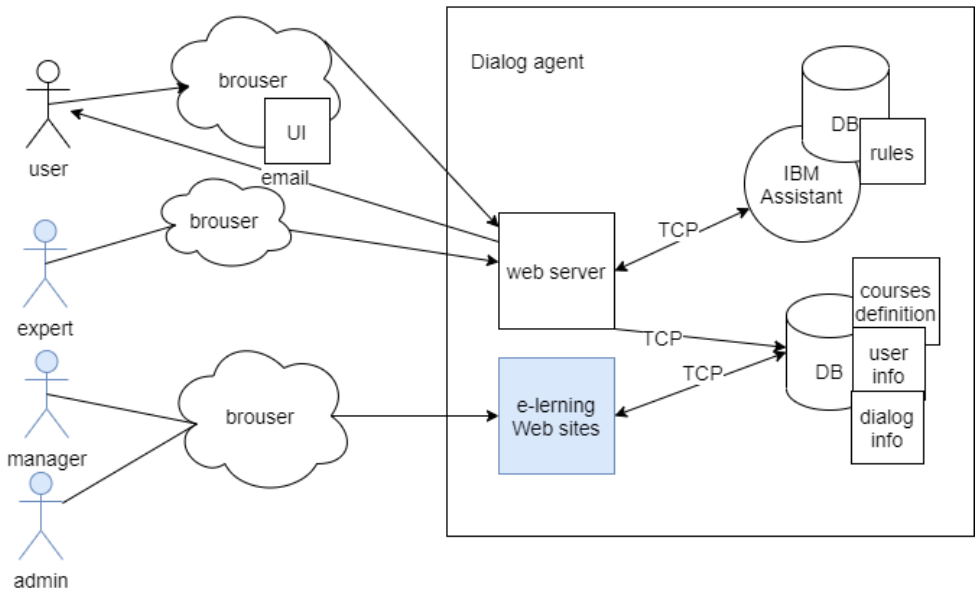 Dialog agent
brouser
UI
user
email
brouser
expert
manager
brouser
admin
web server
TCP
IBM
Assistant
DB
rules
TCP
TCP
e-lerning
Web sites
DB
courses
definition
user
info
dialog
info